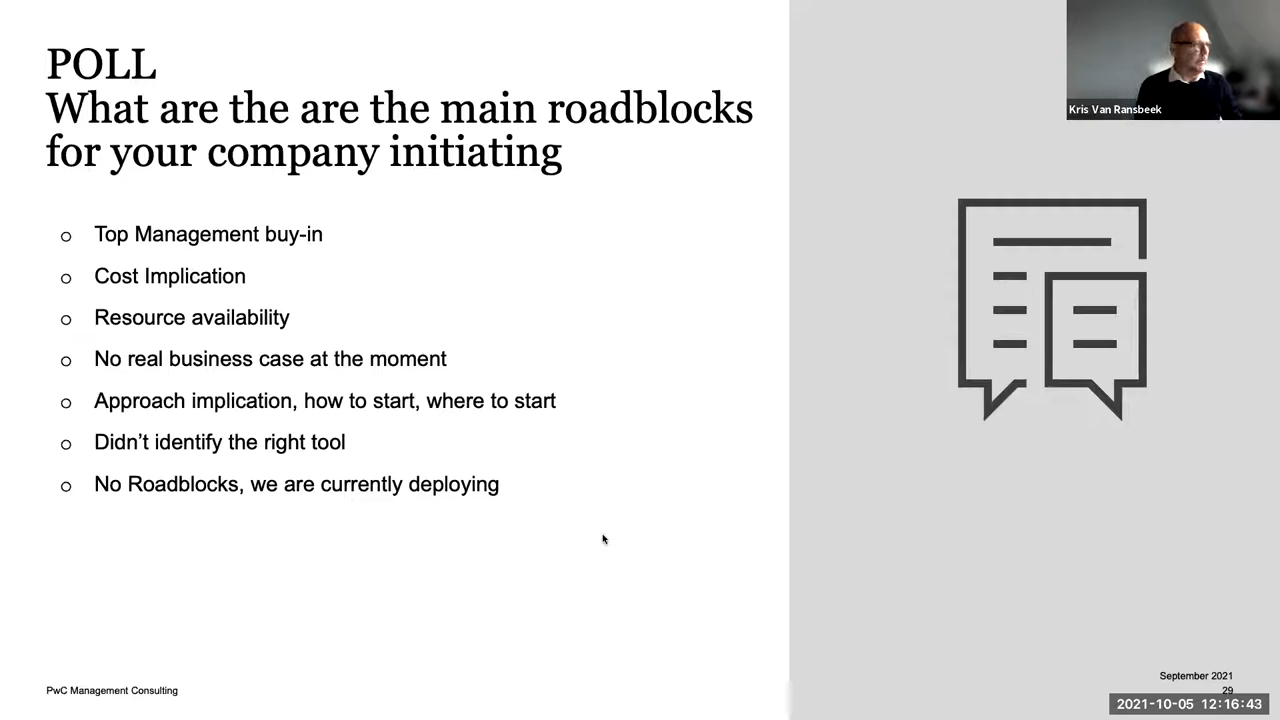 POLL
What are the are the main roadblocks
for your company initiating
o Top Management buy-in
o Cost Implication
o Resource availability
o No real business case at the moment
o Approach implication, how to start, where to start
o Didn’t identify the right tool
o No Roadblocks, we are currently deploying
Kris Van Ransbeek
PwC Management Consulting
September 2021
29
2021-10-05 12:16:43